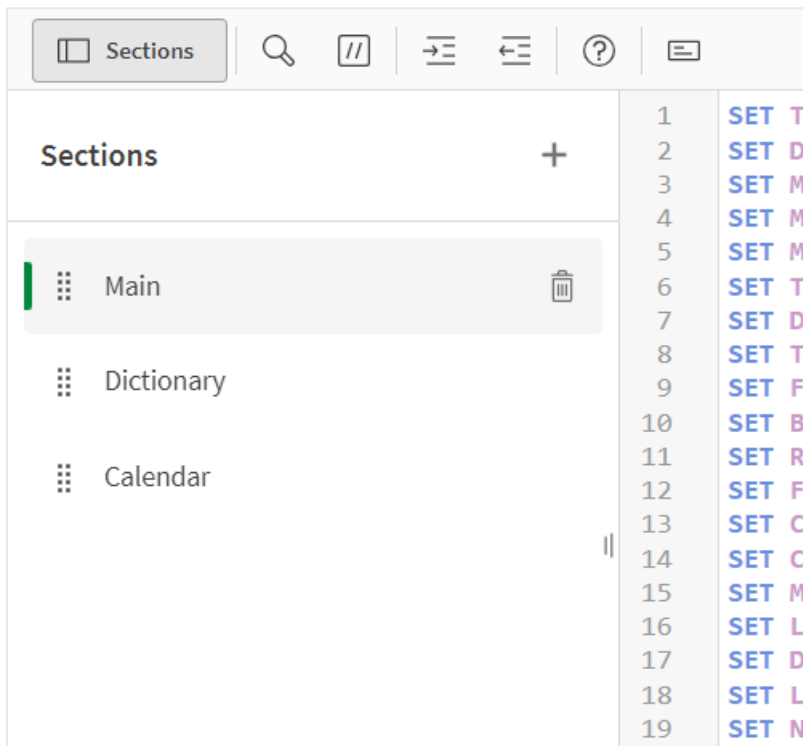 Sections
//
Sections
Main
Dictionary
Calendar
1 SET T
2 SET D
3 SET M
4 SET M
5 SET M
6 SET T
7 SET D
8 SET T
9 SET F
10 SET B
11 SET R
12 SET F
13 SET C
14 SET C
15 SET M
16 SET L
17 SET D
18 SET L
19 SET N